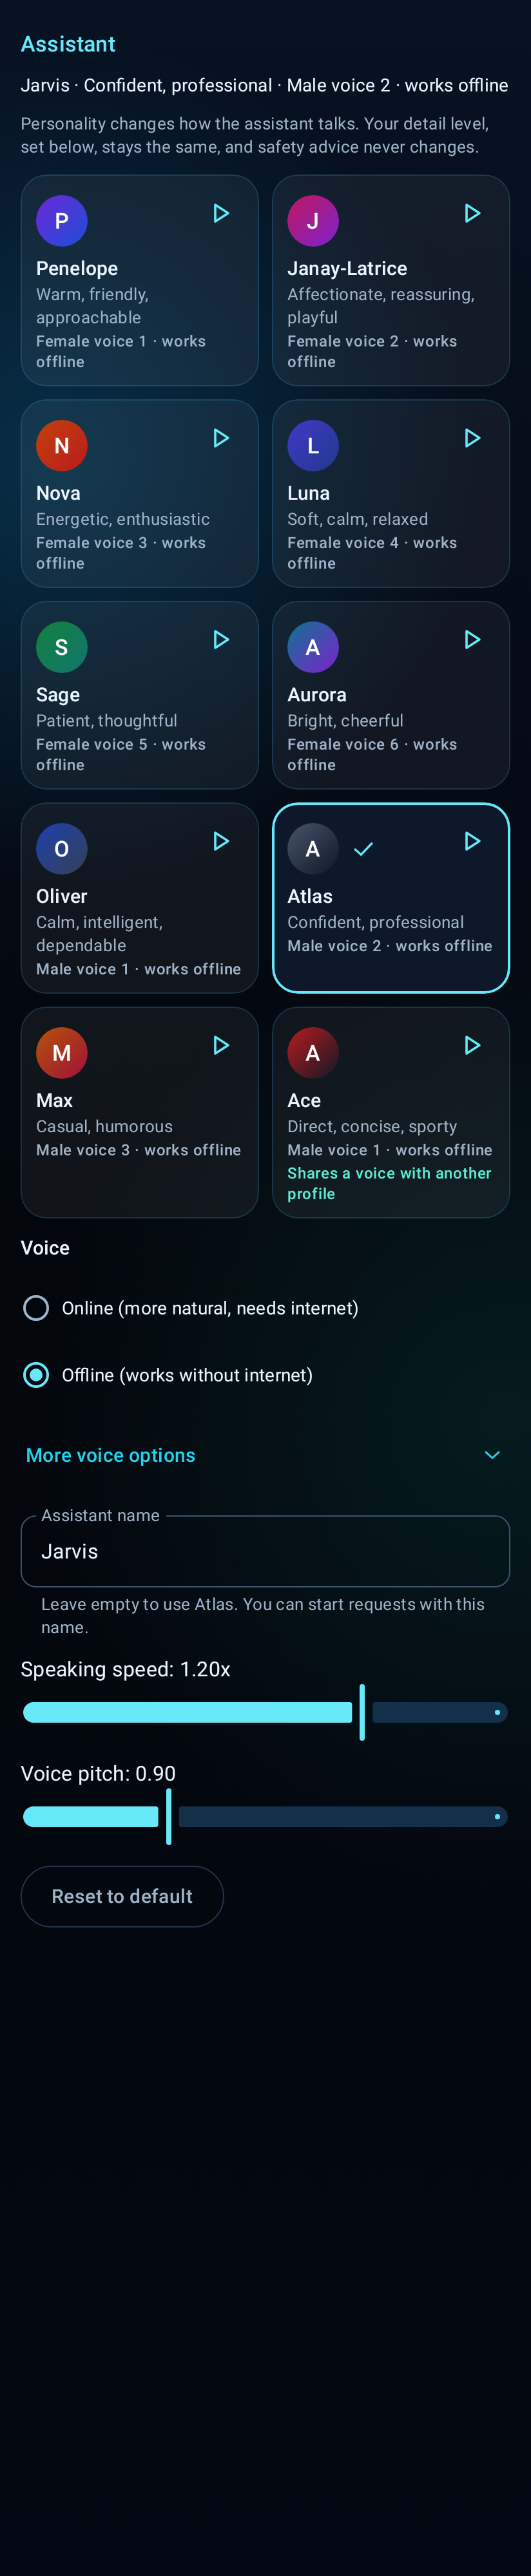 Assistant
Jarvis · Confident, professional · Male voice 2 · works offline
Personality changes how the assistant talks. Your detail level,
set below, stays the same, and safety advice never changes.
P
Penelope
Warm, friendly,
approachable
Female voice 1 · works
offline
J
Janay-Latrice
Affectionate, reassuring,
playful
Female voice 2 · works
offline
N
Nova
Energetic, enthusiastic
Female voice 3 · works
offline
L
Luna
Soft, calm, relaxed
Female voice 4 · works
offline
S
Sage
Patient, thoughtful
Female voice 5 · works
offline
A
Aurora
Bright, cheerful
Female voice 6 · works
offline
O
Oliver
Calm, intelligent,
dependable
Male voice 1 · works offline
A
Atlas
Confident, professional
Male voice 2 · works offline
M
Max
Casual, humorous
Male voice 3 · works offline
A
Ace
Direct, concise, sporty
Male voice 1 · works offline
Shares a voice with another
profile
Voice
Online (more natural, needs internet)
Offline (works without internet)
More voice options
Assistant name
Jarvis
Leave empty to use Atlas. You can start requests with this
name.
Speaking speed: 1.20x
Voice pitch: 0.90
Reset to default